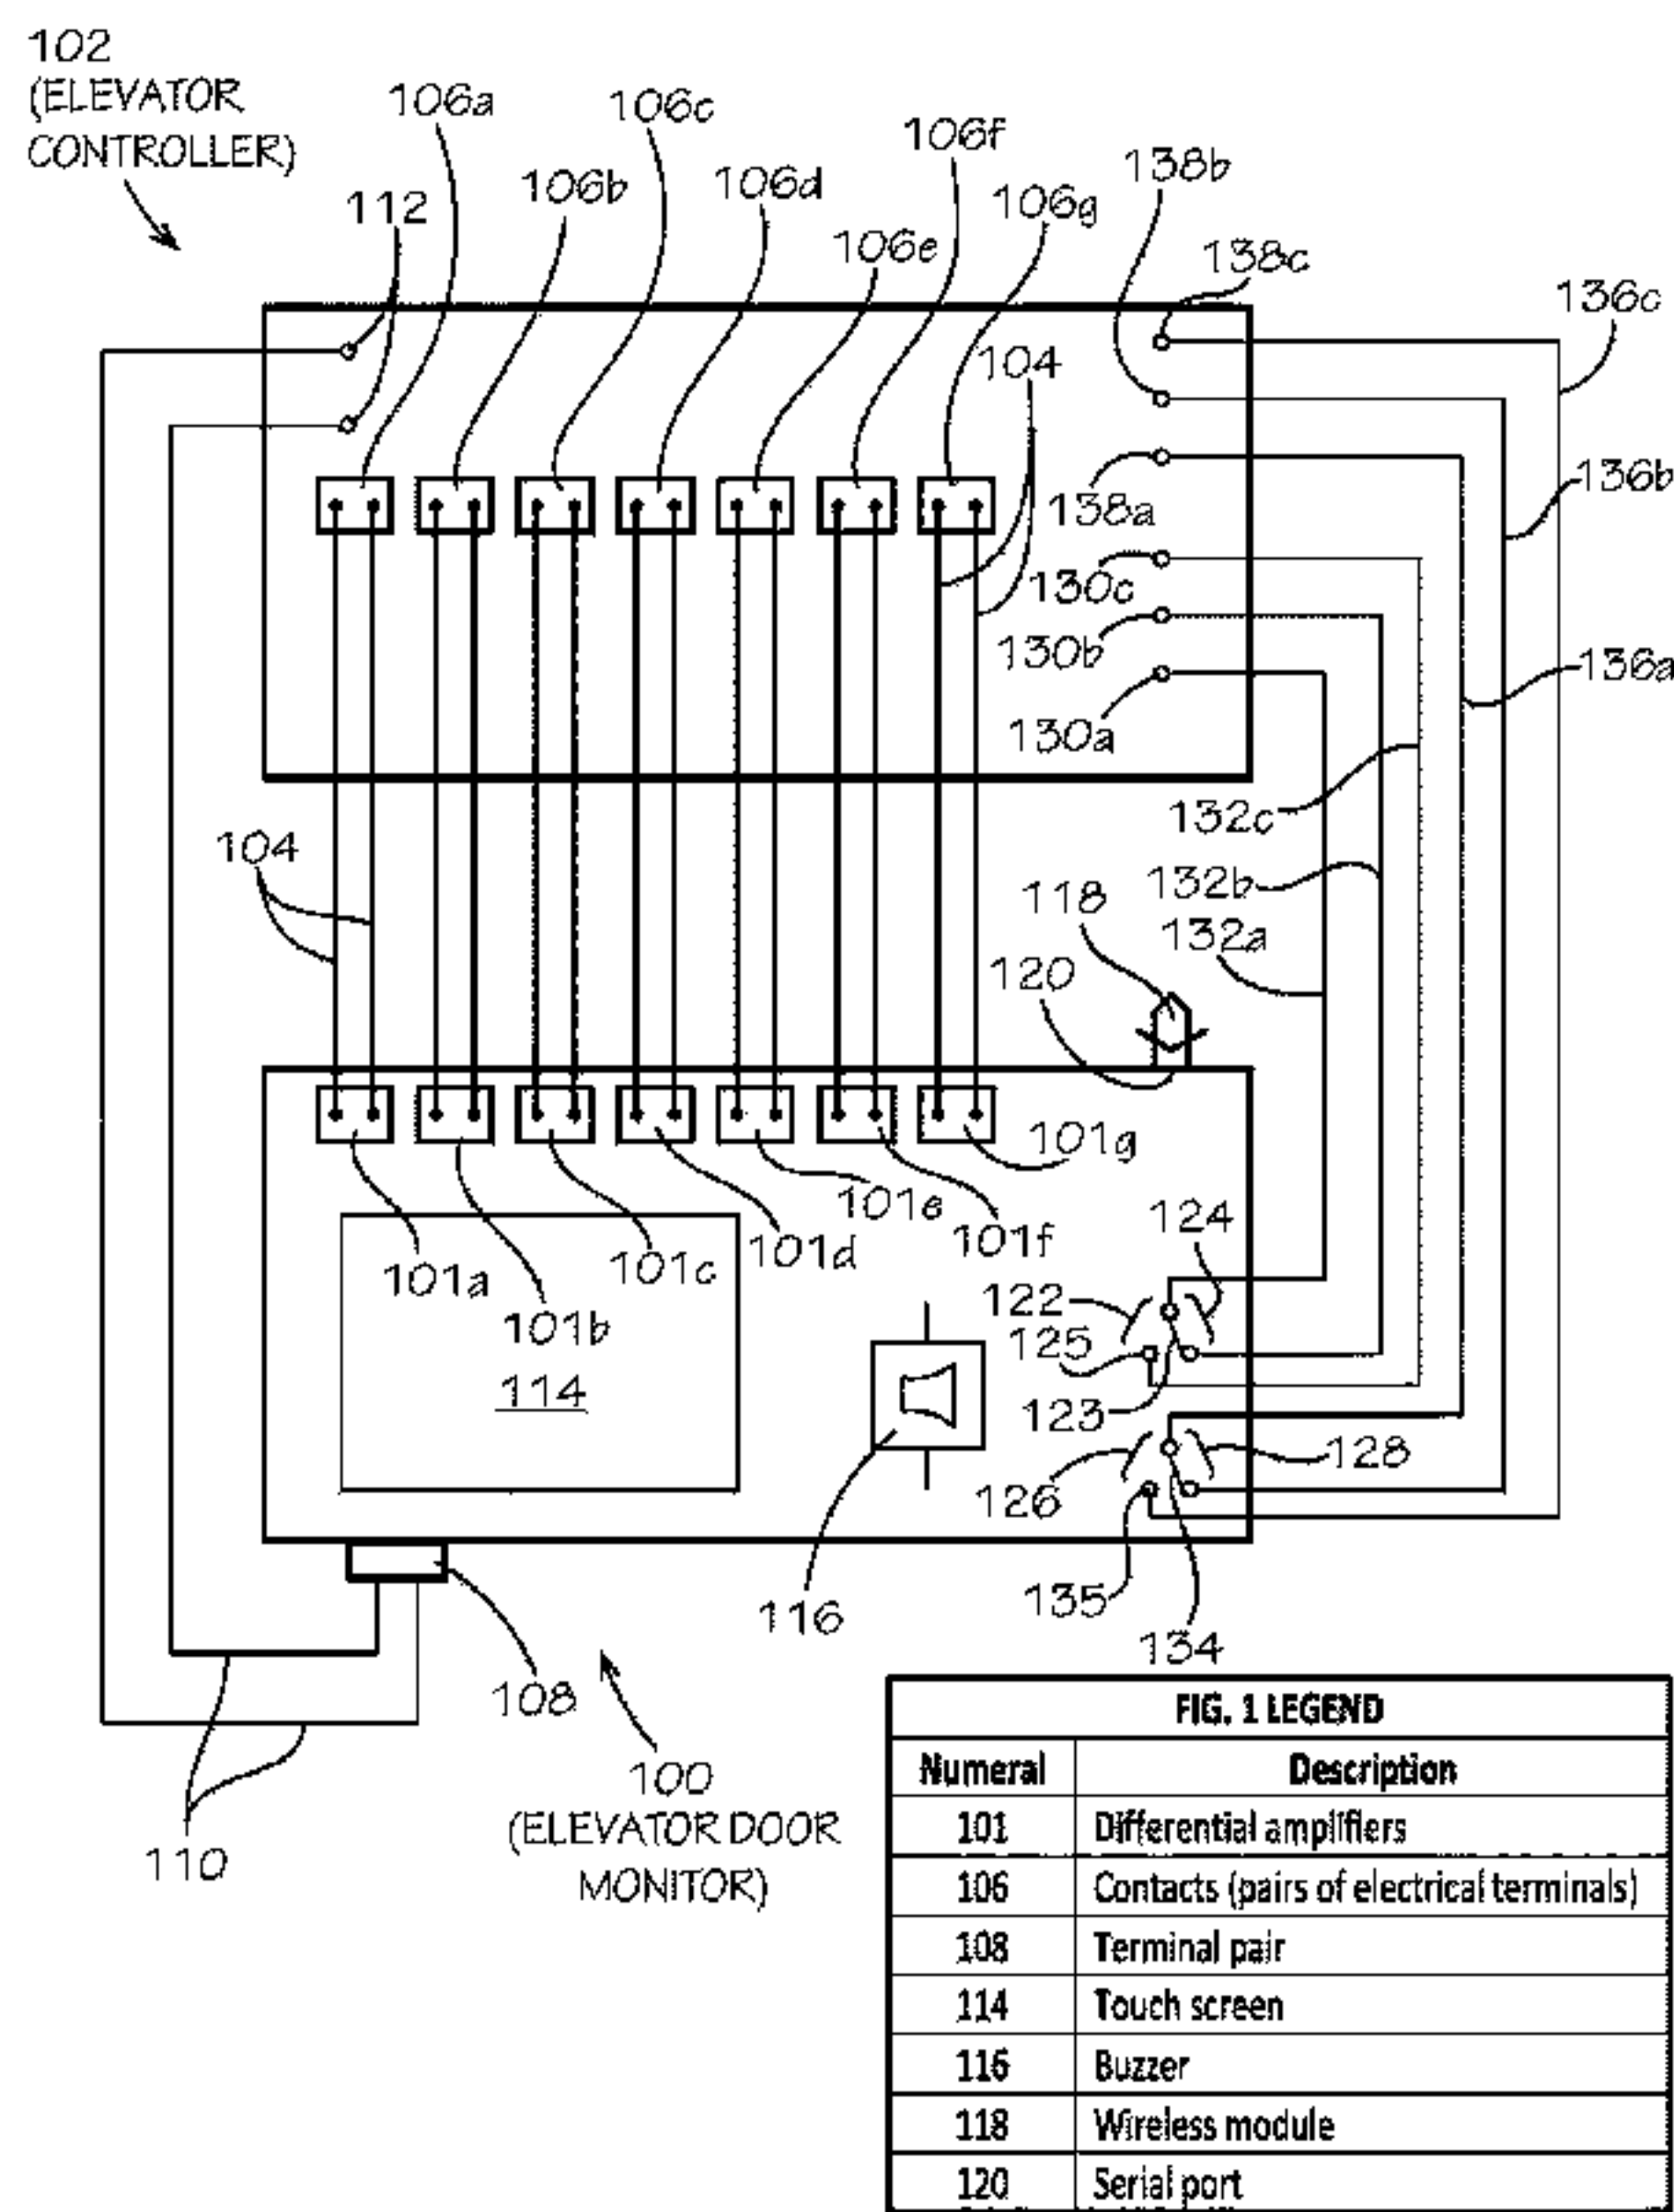 102
(ELEVATOR
CONTROLLER)
106a
106c
106f
138b
112
106b
106d
106g
106e
138c
136c
104
136b
138a
130c
130b
136a
130a
132c
104
132b
118
132a
120
101g
101e
124
101a
101c
101d
101f
122
101b
125
114
123
128
126
135
116
134
108
100
(ELEVATOR DOOR
MONITOR)
110
FIG. 1 LEGEND
Numeral Description
101 Differential amplifiers
106 Contacts (pairs of electrical terminals)
108 Terminal pair
114 Touch screen
116 Buzzer
118 Wireless module
120 Serial port